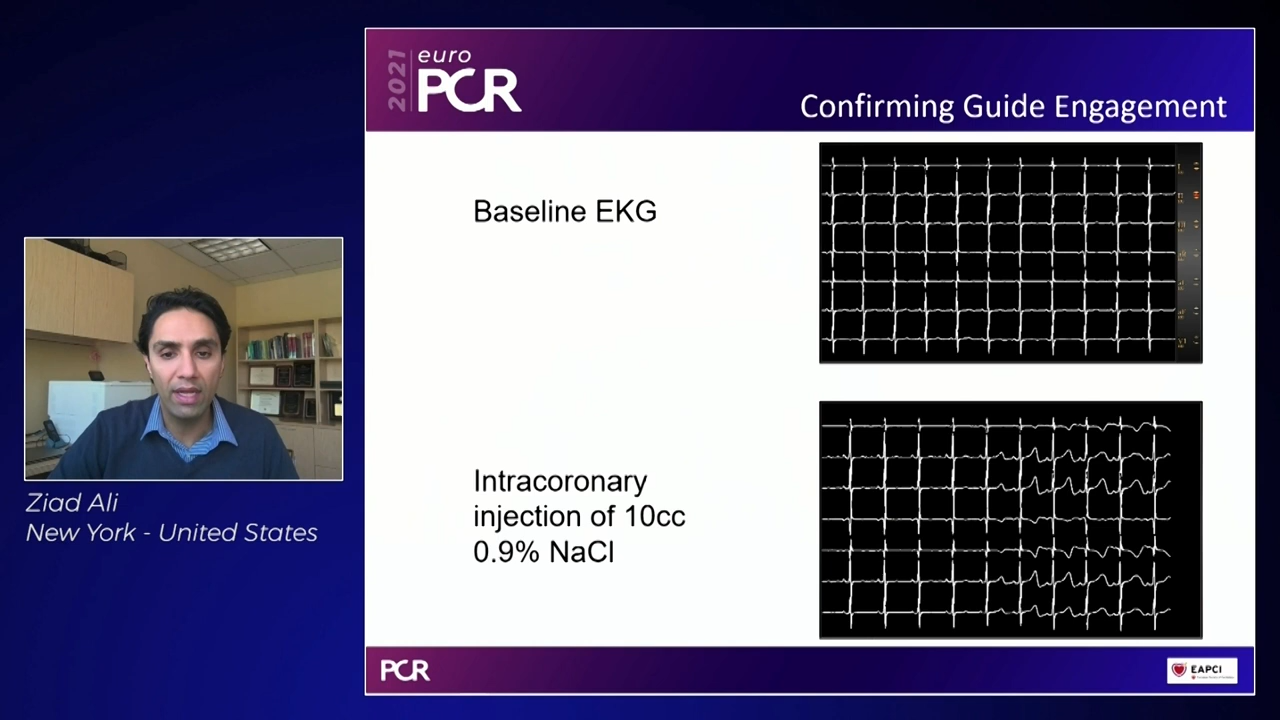 2021
euro
PCR
Confirming Guide Engagement
Baseline EKG
Intracoronary
injection of 10cc
0.9% NaCl
Ziad Ali
New York - United States
PCR
EAPCI